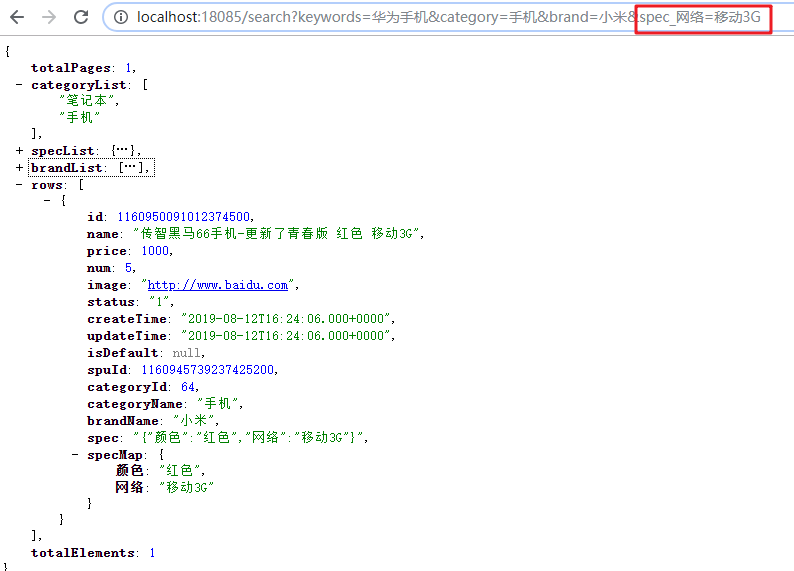 localhost:18085/search?keywords=华为手机&category=手机&brand=小米&spec_网络=移动3G
{
totalPages: 1,
- categoryList: [
"笔记本",
"手机"
],
+ specList: {…},
+ brandList: […],
- rows: [
- {
id: 1160950091012374500,
name: "传智黑马66手机-更新了青春版 红色 移动3G",
price: 1000,
num: 5,
image: "http://www.baidu.com",
status: "1",
createTime: "2019-08-12T16:24:06.000+0000",
updateTime: "2019-08-12T16:24:06.000+0000",
isDefault: null,
spuId: 1160945739237425200,
categoryId: 64,
categoryName: "手机",
brandName: "小米",
spec: "{"颜色":"红色","网络":"移动3G"}",
- specMap: {
颜色: "红色",
网络: "移动3G"
}
}
],
totalElements: 1
}